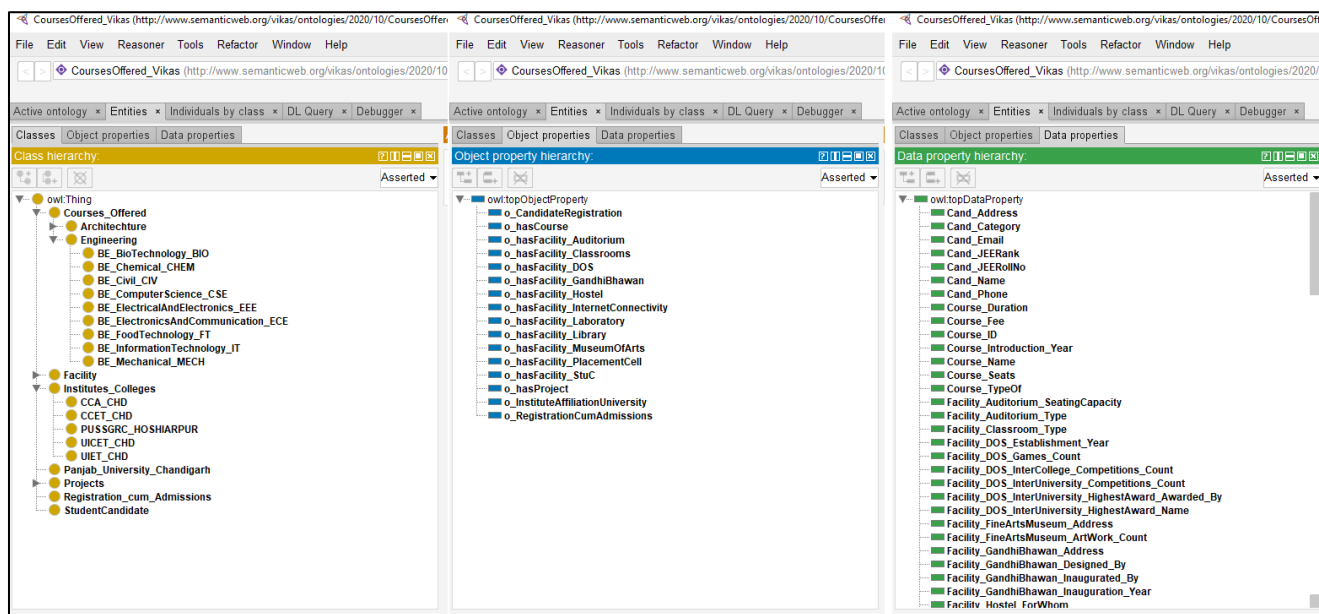 CoursesOffered_Vikas (http://www.semanticweb.org/vikas/ontologies/2020/10/CoursesOffere
File Edit View Reasoner Tools Refactor Window Help
< > CoursesOffered_Vikas (http://www.semanticweb.org/vikas/ontologies/2020/10
Active ontology × Entities × Individuals by class × DL Query × Debugger ×
Classes Object properties Data properties
Class hierarchy:
Asserted
owl:Thing
Courses_Offered
Architechture
Engineering
BE_BioTechnology_BIO
BE_Chemical_CHEM
BE_Civil_CIV
BE_ComputerScience_CSE
BE_ElectricalAndElectronics_EEE
BE_ElectronicsAndCommunication_ECE
BE_FoodTechnology_FT
BE_InformationTechnology_IT
BE_Mechanical_MECH
Facility
Institutes_Colleges
CCA_CHD
CCET_CHD
PUSSGRC_HOSHIARPUR
UICET_CHD
UIET_CHD
Panjab_University_Chandigarh
Projects
Registration_cum_Admissions
StudentCandidate
CoursesOffered_Vikas (http://www.semanticweb.org/vikas/ontologies/2020/10/CoursesOffere
File Edit View Reasoner Tools Refactor Window Help
< > CoursesOffered_Vikas (http://www.semanticweb.org/vikas/ontologies/2020/10
Active ontology × Entities × Individuals by class × DL Query × Debugger ×
Classes Object properties Data properties
Object property hierarchy:
Asserted
owl:topObjectProperty
o_CandidateRegistration
o_hasCourse
o_hasFacility_Auditorium
o_hasFacility_Classrooms
o_hasFacility_DOS
o_hasFacility_GandhiBhawan
o_hasFacility_Hostel
o_hasFacility_InternetConnectivity
o_hasFacility_Laboratory
o_hasFacility_Library
o_hasFacility_MuseumOfArts
o_hasFacility_PlacementCell
o_hasFacility_StuC
o_hasProject
o_InstituteAffiliationUniversity
o_RegistrationCumAdmissions
CoursesOffered_Vikas (http://www.semanticweb.org/vikas/ontologies/2020/10/CoursesOff
File Edit View Reasoner Tools Refactor Window Help
< > CoursesOffered_Vikas (http://www.semanticweb.org/vikas/ontologies/2020/
Active ontology × Entities × Individuals by class × DL Query × Debugger ×
Classes Object properties Data properties
Data property hierarchy:
Asserted
owl:topDataProperty
Cand_Address
Cand_Category
Cand_Email
Cand_JEERank
Cand_JEERollNo
Cand_Name
Cand_Phone
Course_Duration
Course_Fee
Course_ID
Course_Introduction_Year
Course_Name
Course_Seats
Course_TypeOf
Facility_Auditorium_SeatingCapacity
Facility_Auditorium_Type
Facility_Classroom_Type
Facility_DOS_Establishment_Year
Facility_DOS_Games_Count
Facility_DOS_InterCollege_Competitions_Count
Facility_DOS_InterUniversity_Competitions_Count
Facility_DOS_InterUniversity_HighestAward_Awarded_By
Facility_DOS_InterUniversity_HighestAward_Name
Facility_FineArtsMuseum_Address
Facility_FineArtsMuseum_ArtWork_Count
Facility_GandhiBhawan_Address
Facility_GandhiBhawan_Designed_By
Facility_GandhiBhawan_Inaugurated_By
Facility_GandhiBhawan_Inauguration_Year
Facility_Hostel_ForWhom